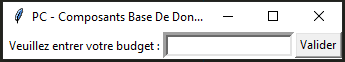 PC - Composants Base De Don...
Veuillez entrer votre budget : Valider